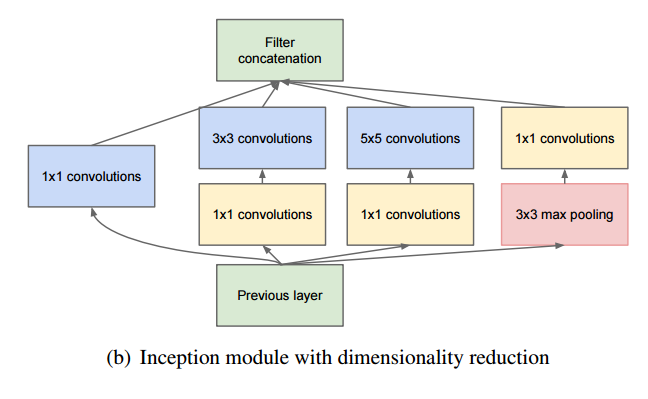 Filter
concatenation
3x3 convolutions
5x5 convolutions
1x1 convolutions
1x1 convolutions
1x1 convolutions
1x1 convolutions
3x3 max pooling
Previous layer
(b) Inception module with dimensionality reduction